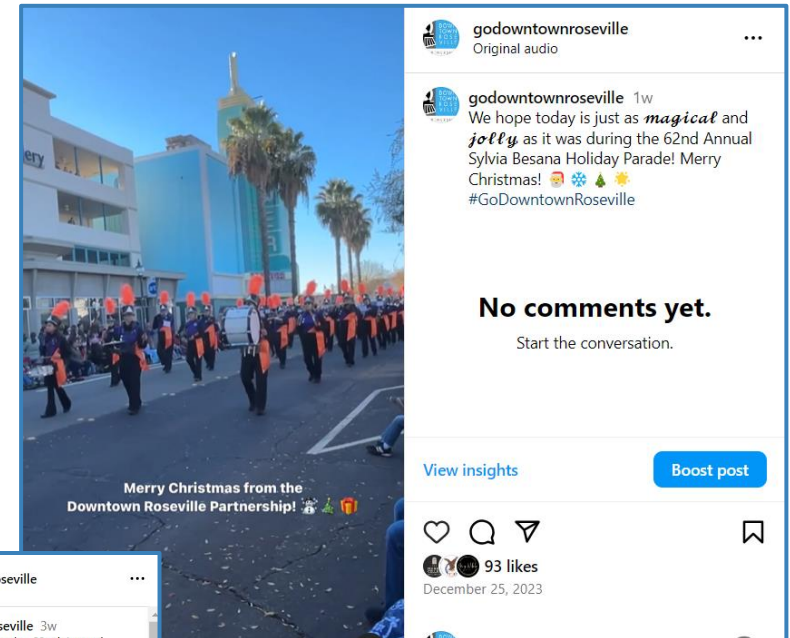 godowntownroseville
Original audio
godowntownroseville 1w
We hope today is just as 𝓶𝓪𝓰𝓲𝓬𝓪𝓵 and
𝓳𝓸𝓵𝓵𝔂 as it was during the 62nd Annual
Sylvia Besana Holiday Parade! Merry
Christmas! 🎅 ❄️ 🎄 🌟
#GoDowntownRoseville
No comments yet.
Start the conversation.
View insights
Boost post
93 likes
December 25, 2023
Merry Christmas from the
Downtown Roseville Partnership! ☃️🎄🎁
seville
seville 3w